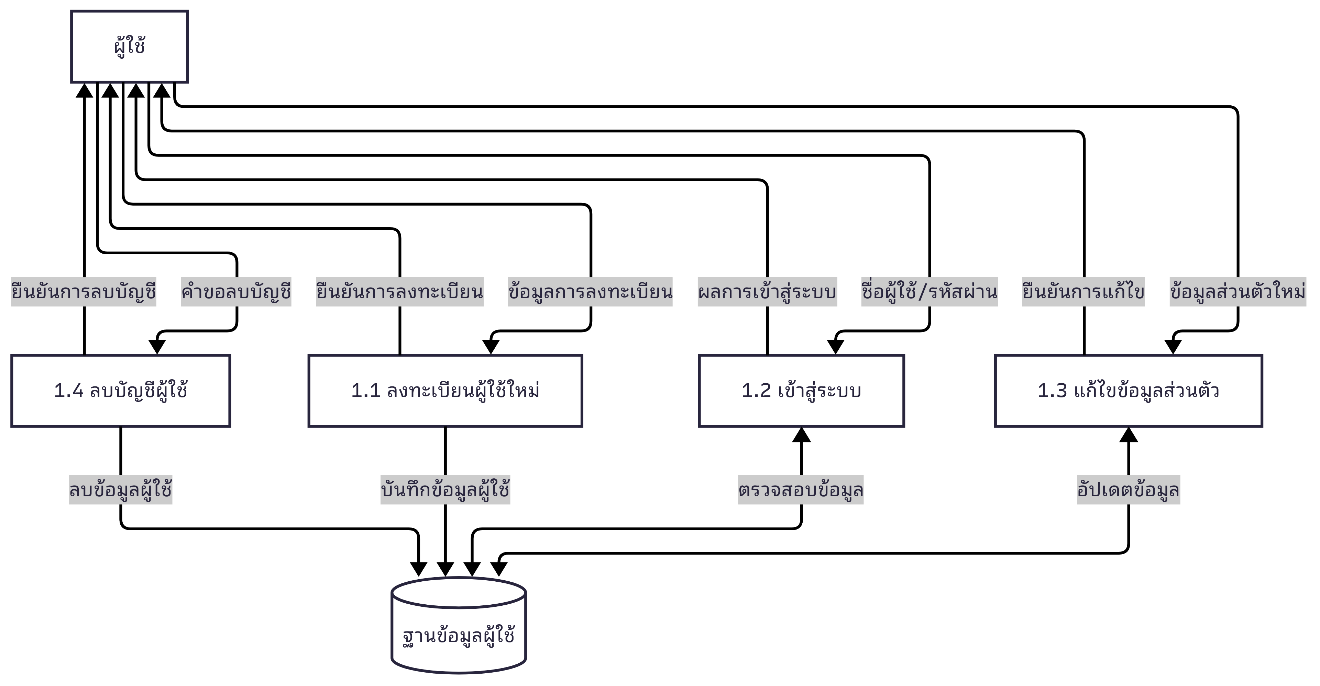 ผู้ใช้
ยืนยันการลบบัญชี
คำขอลบบัญชี
ยืนยันการลงทะเบียน
ข้อมูลการลงทะเบียน
ผลการเข้าสู่ระบบ
ชื่อผู้ใช้/รหัสผ่าน
ยืนยันการแก้ไข
ข้อมูลส่วนตัวใหม่
1.4 ลบบัญชีผู้ใช้
1.1 ลงทะเบียนผู้ใช้ใหม่
1.2 เข้าสู่ระบบ
1.3 แก้ไขข้อมูลส่วนตัว
ลบข้อมูลผู้ใช้
บันทึกข้อมูลผู้ใช้
ตรวจสอบข้อมูล
อัปเดตข้อมูล
ฐานข้อมูลผู้ใช้